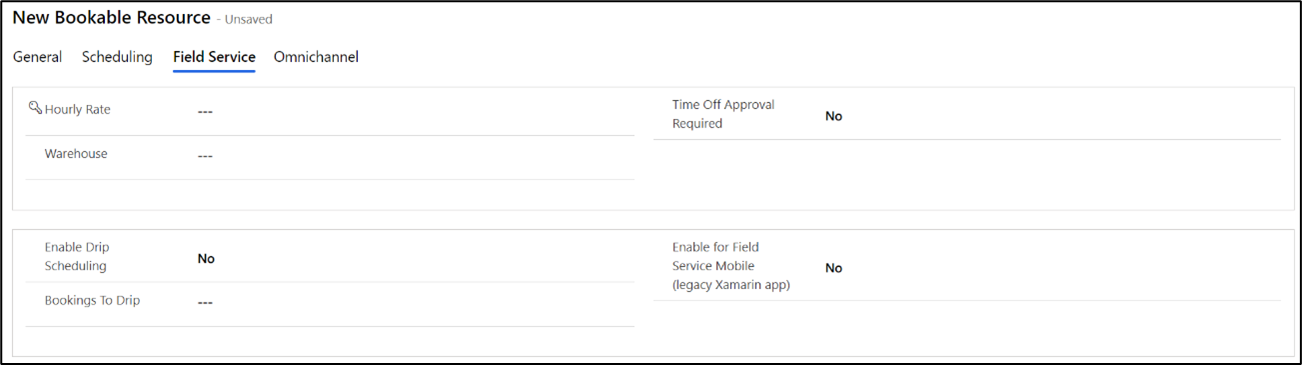 New Bookable Resource - Unsaved
General Scheduling Field Service Omnichannel
Hourly Rate ---
Warehouse ---
Time Off Approval
Required
No
Enable Drip
Scheduling
No
Bookings To Drip ---
Enable for Field
Service Mobile
(legacy Xamarin app)
No